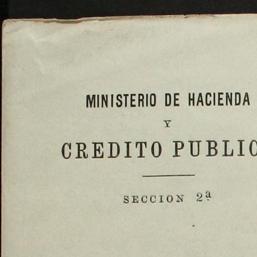 MINISTERIO DE HACIENDA
Y
CREDITO PUBLIC
SECCION 2ª